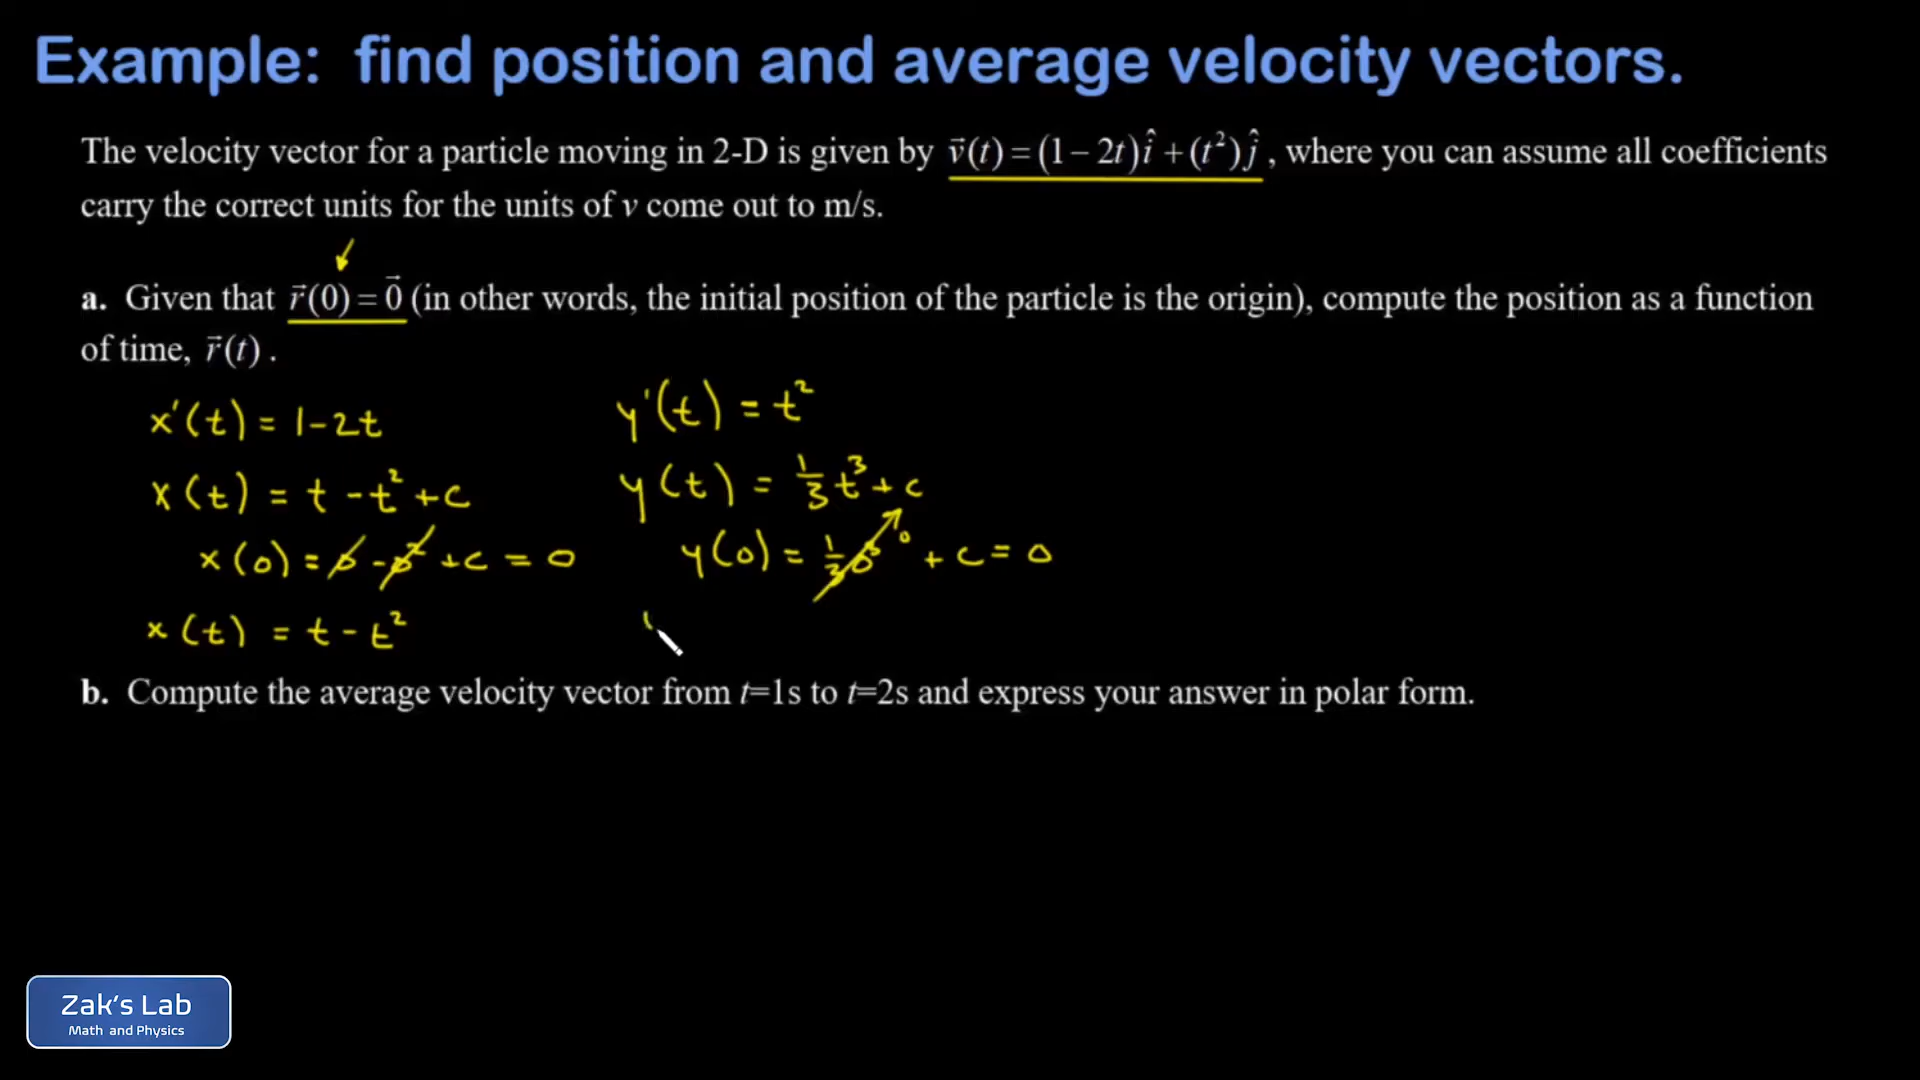 Example: find position and average velocity vectors.
The velocity vector for a particle moving in 2-D is given by v⃗(t) = (1 − 2t)î + (t²)ĵ , where you can assume all coefficients
carry the correct units for the units of v come out to m/s.
a. Given that r⃗(0) = 0⃗ (in other words, the initial position of the particle is the origin), compute the position as a function
of time, r⃗(t) .
x'(t) = 1-2t
y'(t) = t²
x(t) = t - t² + c
y(t) = 1/3 t³ + c
x(0) = 0 - 0² + c = 0
y(0) = 1/3 0³ 0 + c = 0
x(t) = t - t²
b. Compute the average velocity vector from t=1s to t=2s and express your answer in polar form.
Zak's Lab
Math and Physics